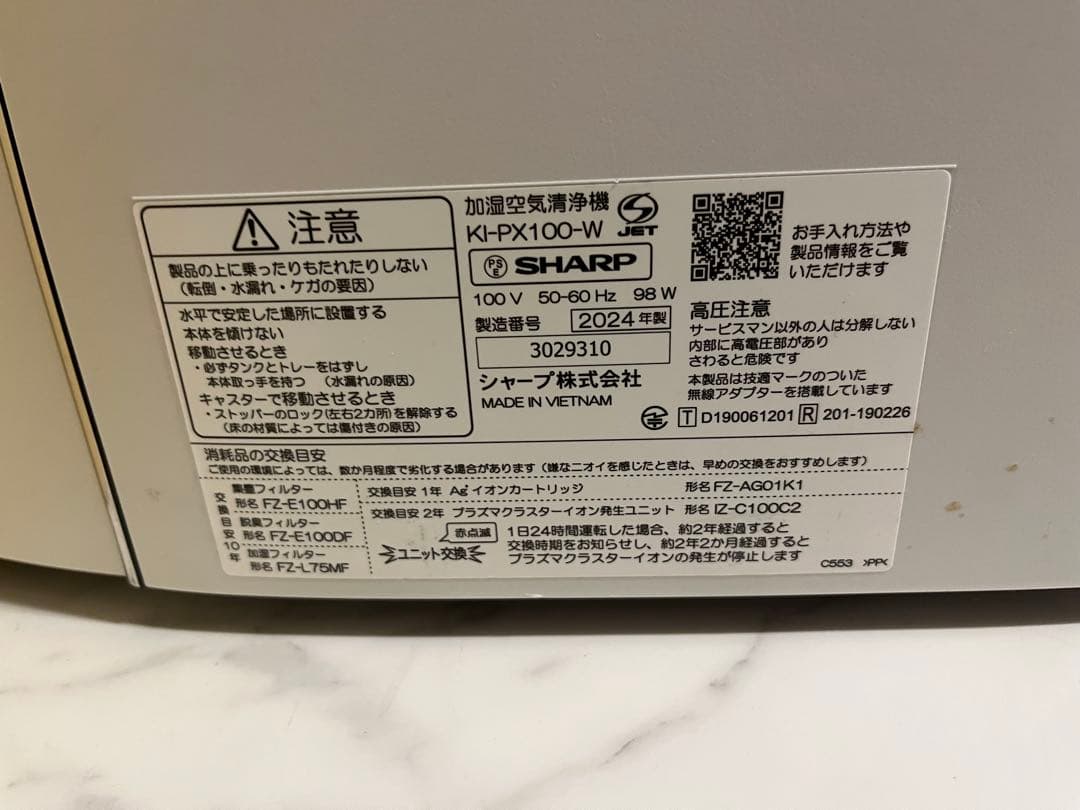 注意
製品の上に乗ったりもたれたりしない
(転倒・水漏れ・ケガの要因)
水平で安定した場所に設置する
本体を傾けない
移動させるとき
・必ずタンクとトレーをはずし
本体取っ手を持つ (水漏れの原因)
キャスターで移動させるとき
・ストッパーのロック(左右2カ所)を解除する
(床の材質によっては傷付きの原因)
加湿空気清浄機
KI-PX100-W
JET
PS
E
SHARP
100 V 50-60 Hz 98 W
製造番号 2024年製
3029310
シャープ株式会社
MADE IN VIETNAM
お手入れ方法や
製品情報をご覧
いただけます
高圧注意
サービスマン以外の人は分解しない
内部に高電圧部があり
さわると危険です
本製品は技適マークのついた
無線アダプターを搭載しています
T D190061201 R 201-190226
消耗品の交換目安
ご使用の環境によっては、数か月程度で劣化する場合があります(嫌なニオイを感じたときは、早めの交換をおすすめします)
交換目安10年
集塵フィルター
形名 FZ-E100HF
脱臭フィルター
形名 FZ-E100DF
加湿フィルター
形名 FZ-L75MF
交換目安 1年 Ag⁺イオンカートリッジ 形名 FZ-AG01K1
交換目安 2年 プラズマクラスターイオン発生ユニット 形名 IZ-C100C2
赤点滅
ユニット交換
1日24時間運転した場合、約2年経過すると
交換時期をお知らせし、約2年2か月経過すると
プラズマクラスターイオンの発生が停止します
C553 >PP<